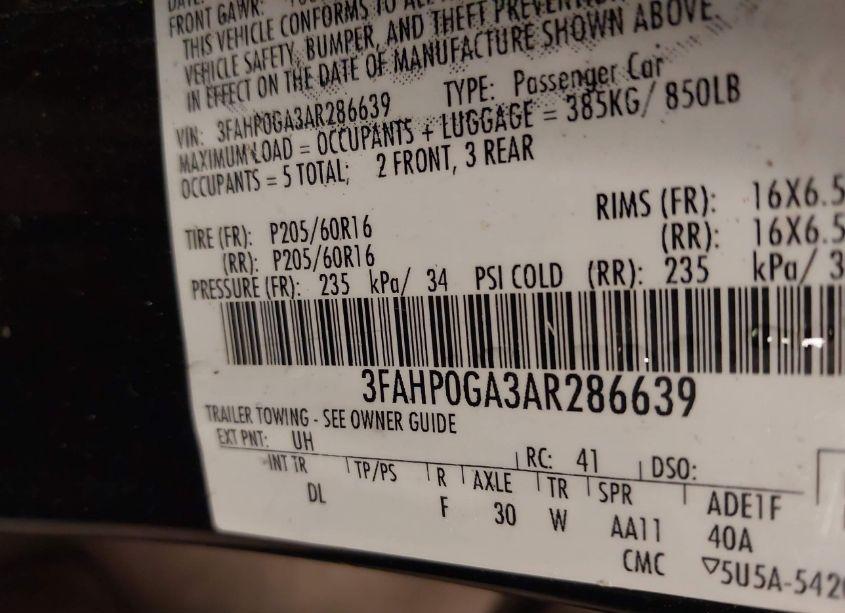 DATE:
FRONT GAWR:
THIS VEHICLE CONFORMS TO ALL
VEHICLE SAFETY, BUMPER, AND THEFT PREVENTION
IN EFFECT ON THE DATE OF MANUFACTURE SHOWN ABOVE.
VIN: 3FAHP0GA3AR286639 TYPE: Passenger Car
MAXIMUM LOAD = OCCUPANTS + LUGGAGE = 385KG/ 850LB
OCCUPANTS = 5 TOTAL; 2 FRONT, 3 REAR
TIRE (FR): P205/60R16 RIMS (FR): 16X6.5
(RR): P205/60R16 (RR): 16X6.5
PRESSURE (FR): 235 kPa/ 34 PSI COLD (RR): 235 kPa/ 3
3FAHP0GA3AR286639
TRAILER TOWING - SEE OWNER GUIDE
EXT PNT: UH RC: 41 DSO:
INT TR TP/PS R AXLE TR SPR ADE1F
DL F 30 W AA11 40A
CMC ▽5U5A-542